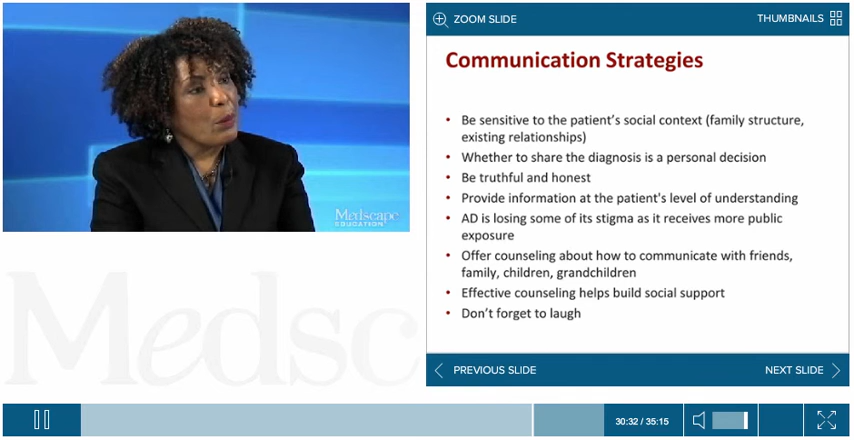 Medscape
EDUCATION
Medsc
ZOOM SLIDE
THUMBNAILS
Communication Strategies
• Be sensitive to the patient's social context (family structure,
existing relationships)
• Whether to share the diagnosis is a personal decision
• Be truthful and honest
• Provide information at the patient's level of understanding
• AD is losing some of its stigma as it receives more public
exposure
• Offer counseling about how to communicate with friends,
family, children, grandchildren
• Effective counseling helps build social support
• Don't forget to laugh
PREVIOUS SLIDE
NEXT SLIDE
30:32 / 35:15